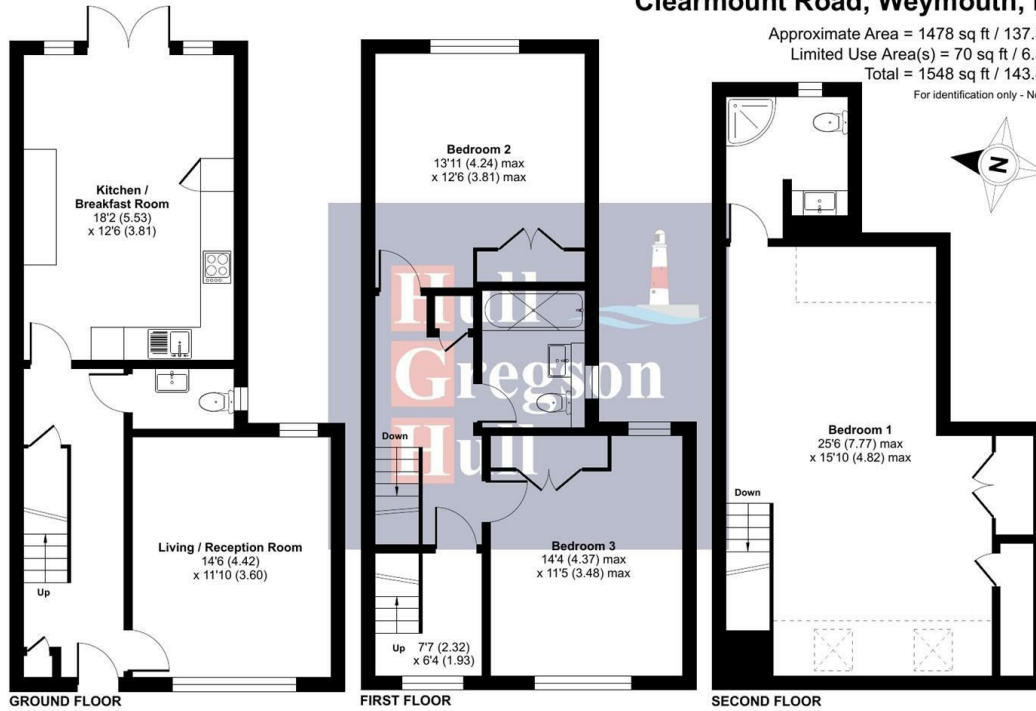 Clearmount Road, Weymouth,
Approximate Area = 1478 sq ft / 137.
Limited Use Area(s) = 70 sq ft / 6.
Total = 1548 sq ft / 143.
For identification only -
N
Kitchen /
Breakfast Room
18'2 (5.53)
x 12'6 (3.81)
Living / Reception Room
14'6 (4.42)
x 11'10 (3.60)
Up
GROUND FLOOR
Bedroom 2
13'11 (4.24) max
x 12'6 (3.81) max
Hull
Gregson
Hull
Down
Bedroom 3
14'4 (4.37) max
x 11'5 (3.48) max
Up
7'7 (2.32)
x 6'4 (1.93)
FIRST FLOOR
Bedroom 1
25'6 (7.77) max
x 15'10 (4.82) max
Down
SECOND FLOOR